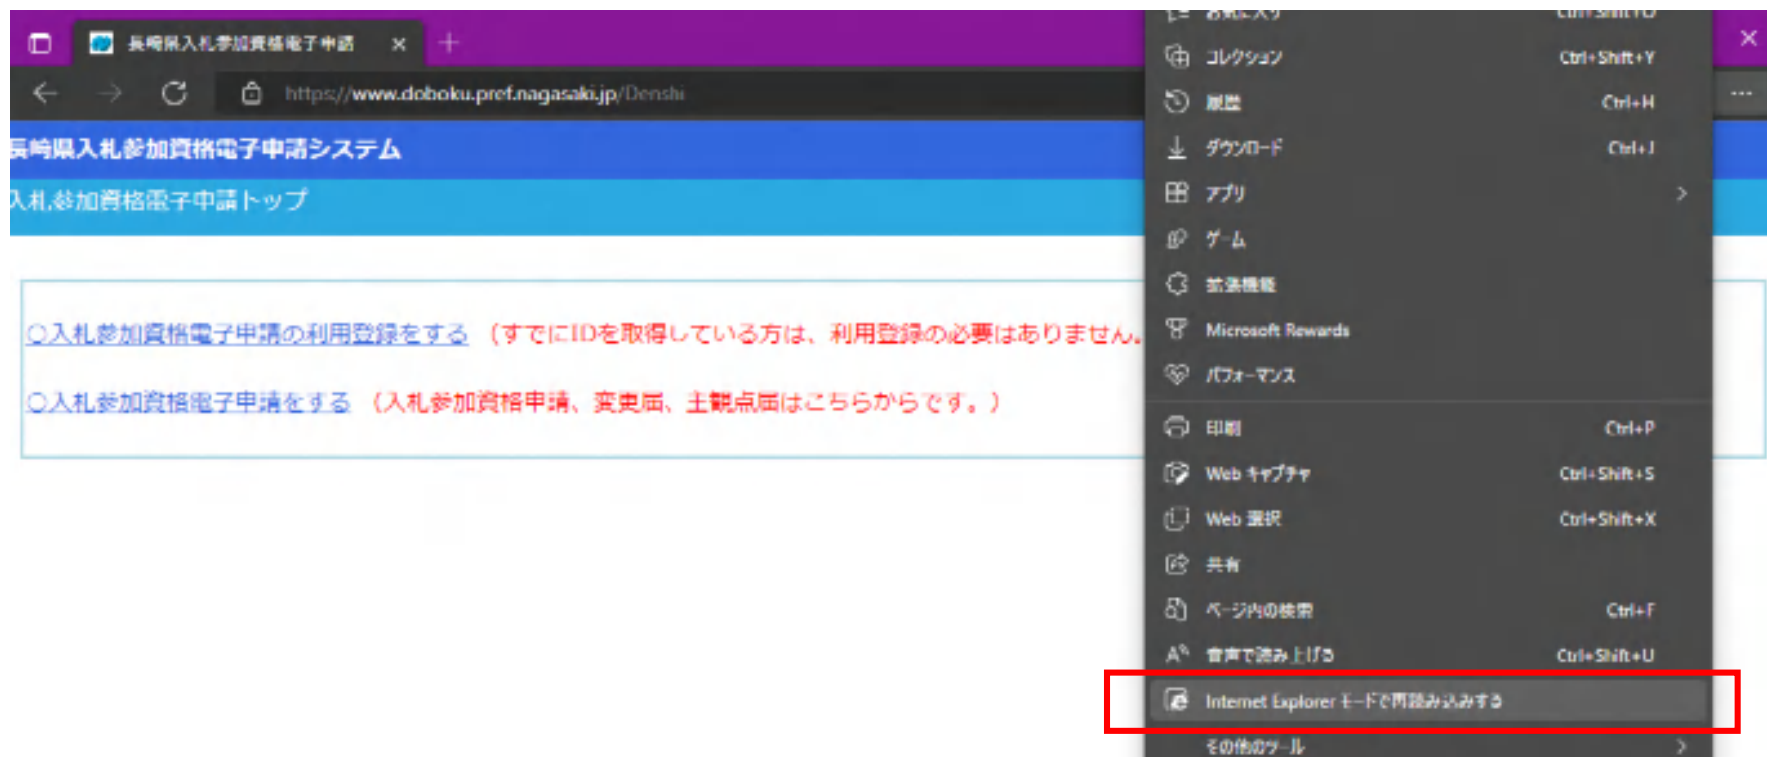 長崎県入札参加資格電子申請
https://www.doboku.pref.nagasaki.jp/Denshi
長崎県入札参加資格電子申請システム
入札参加資格電子申請トップ
○入札参加資格電子申請の利用登録をする （すでにIDを取得している方は、利用登録の必要はありません。
○入札参加資格電子申請をする （入札参加資格申請、変更届、主観点届はこちらからです。）
お気に入り Ctrl+Shift+O
コレクション Ctrl+Shift+Y
履歴 Ctrl+H
ダウンロード Ctrl+J
アプリ
ゲーム
拡張機能
Microsoft Rewards
パフォーマンス
印刷 Ctrl+P
Web キャプチャ Ctrl+Shift+S
Web 選択 Ctrl+Shift+X
共有
ページ内の検索 Ctrl+F
音声で読み上げる Ctrl+Shift+U
Internet Explorer モードで再読み込みする
その他のツール